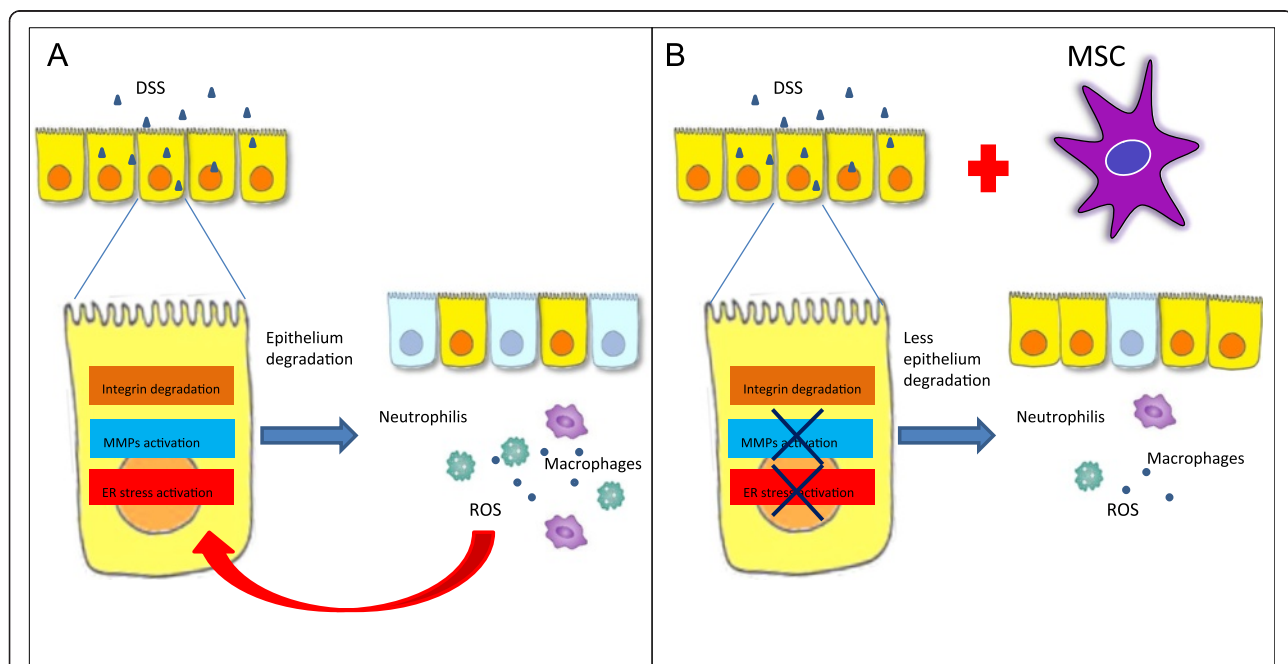 A
DSS
Epithelium
degradation
Integrin degradation
MMPs activation
ER stress activation
Neutrophilis
Macrophages
ROS
B
DSS
MSC
Less
epithelium
degradation
Integrin degradation
MMPs activation
ER stress activation
Neutrophilis
Macrophages
ROS